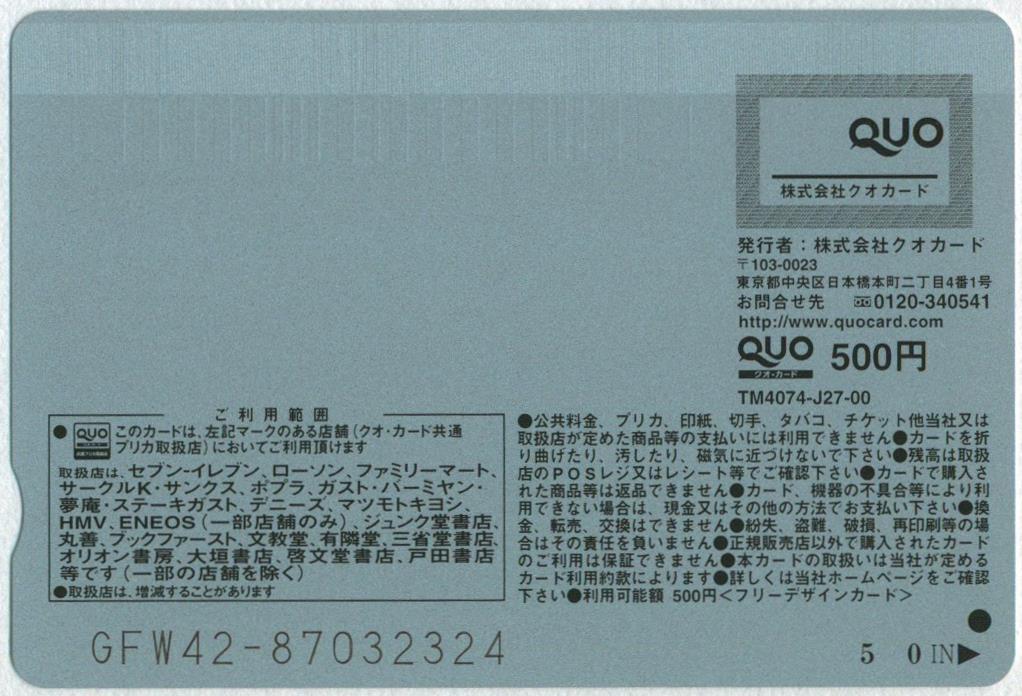 QUO
株式会社クオカード
発行者：株式会社クオカード
〒103-0023
東京都中央区日本橋本町二丁目4番1号
お問合せ先 0120-340541
http://www.quocard.com
QUO 500円
クオ・カード
TM4074-J27-00
ご利用範囲
●QUO このカードは、左記マークのある店舗（クオ・カード共通
プリカ取扱店）においてご利用頂けます
取扱店は、セブン-イレブン、ローソン、ファミリーマート、
サークルK・サンクス、ポプラ、ガスト・バーミヤン・
夢庵・ステーキガスト、デニーズ、マツモトキヨシ、
HMV、ENEOS（一部店舗のみ）、ジュンク堂書店、
丸善、ブックファースト、文教堂、有隣堂、三省堂書店、
オリオン書房、大垣書店、啓文堂書店、戸田書店
等です（一部の店舗を除く）
●取扱店は、増減することがあります
●公共料金、プリカ、印紙、切手、タバコ、チケット他当社又は
取扱店が定めた商品等の支払いには利用できません●カードを折
り曲げたり、汚したり、磁気に近づけないで下さい●残高は取扱
店のPOSレジ又はレシート等でご確認下さい●カードで購入さ
れた商品等は返品できません●カード、機器の不具合等により利
用できない場合は、現金又はその他の方法でお支払い下さい●換
金、転売、交換はできません●紛失、盗難、破損、再印刷等の場
合はその責任を負いません●正規販売店以外で購入されたカード
のご利用は保証できません●本カードの取扱いは当社が定める
カード利用約款によります●詳しくは当社ホームページをご確認
下さい●利用可能額 500円＜フリーデザインカード＞
GFW42-87032324
5 0 IN▶